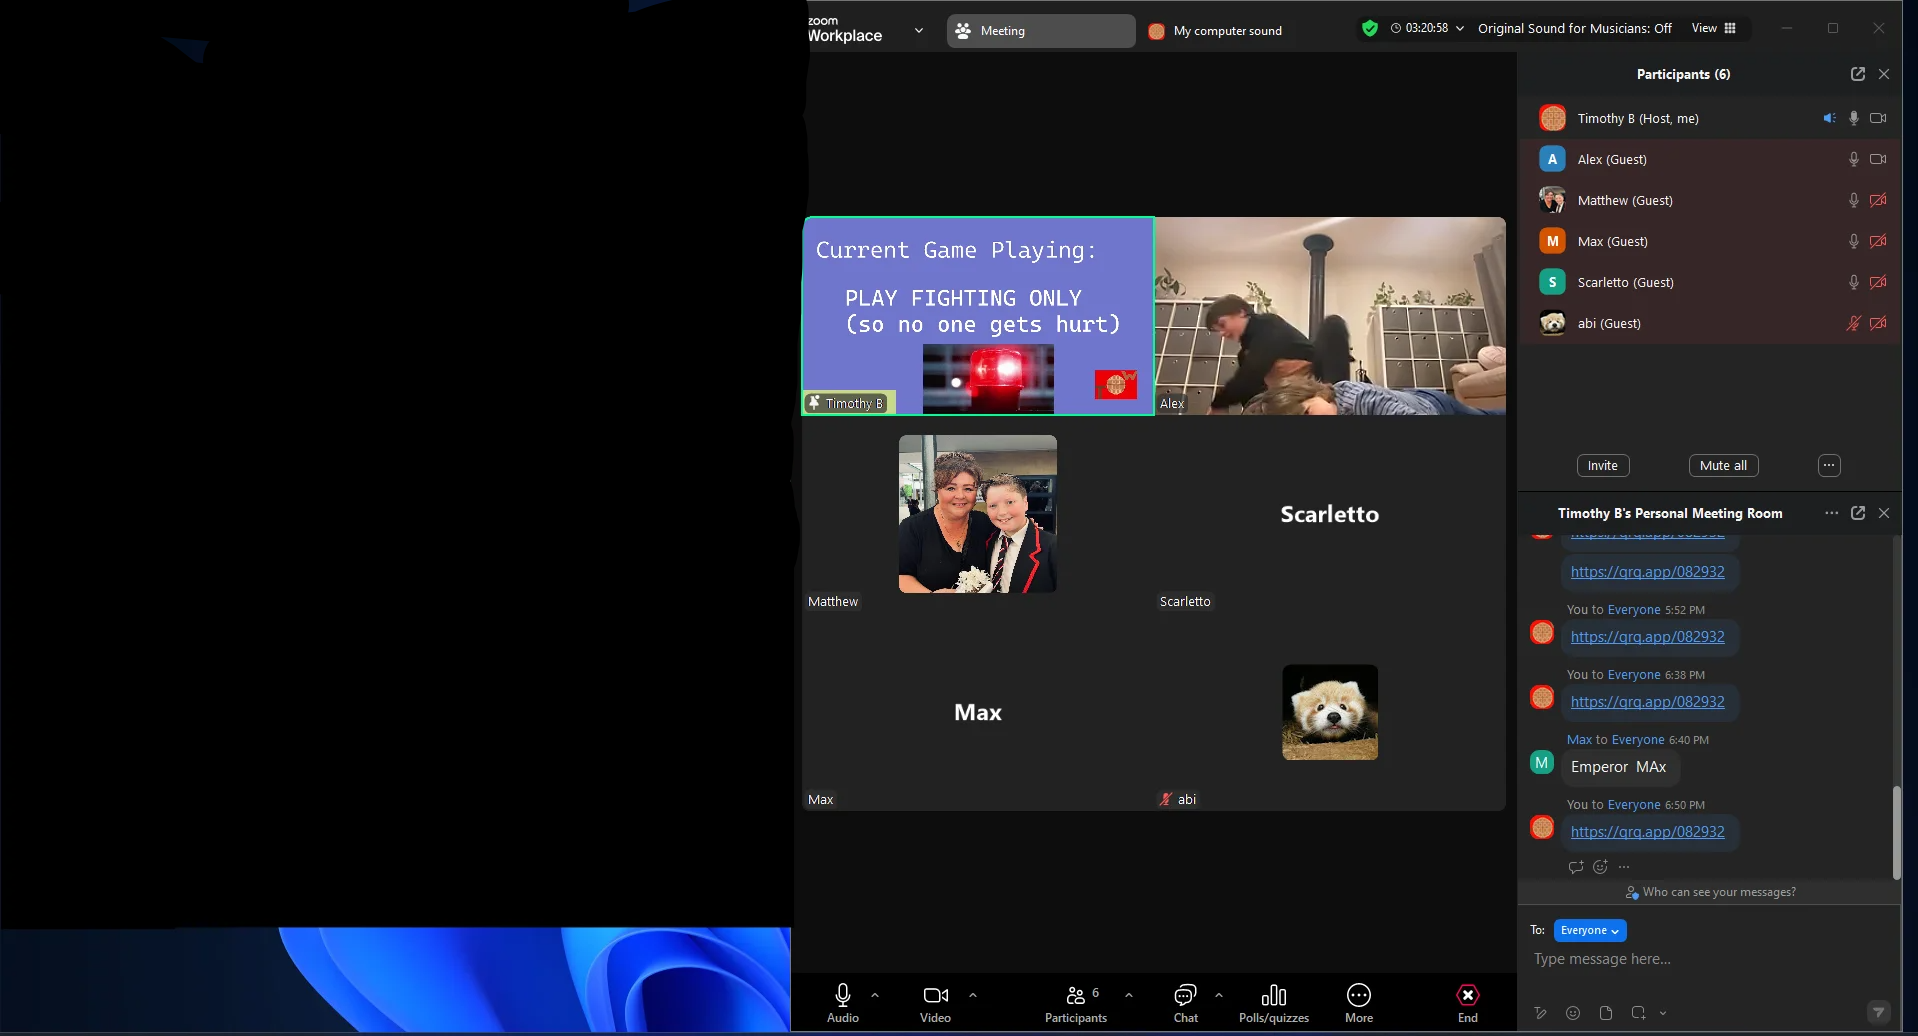 zoom
Workplace
Meeting
My computer sound
03:20:58
Original Sound for Musicians: Off
View
Participants (6)
Timothy B (Host, me)
A
Alex (Guest)
Matthew (Guest)
M
Max (Guest)
S
Scarletto (Guest)
abi (Guest)
Invite
Mute all
Current Game Playing:
PLAY FIGHTING ONLY
(so no one gets hurt)
Timothy B
Alex
Matthew
Scarletto
Scarletto
Max
Max
abi
Timothy B's Personal Meeting Room
https://qrq.app/082932
https://qrq.app/082932
You to Everyone 5:52 PM
https://qrq.app/082932
You to Everyone 6:38 PM
https://qrq.app/082932
Max to Everyone 6:40 PM
M
Emperor MAx
You to Everyone 6:50 PM
https://qrq.app/082932
Who can see your messages?
To: Everyone
Type message here...
Audio
Video
6
Participants
Chat
Polls/quizzes
More
End